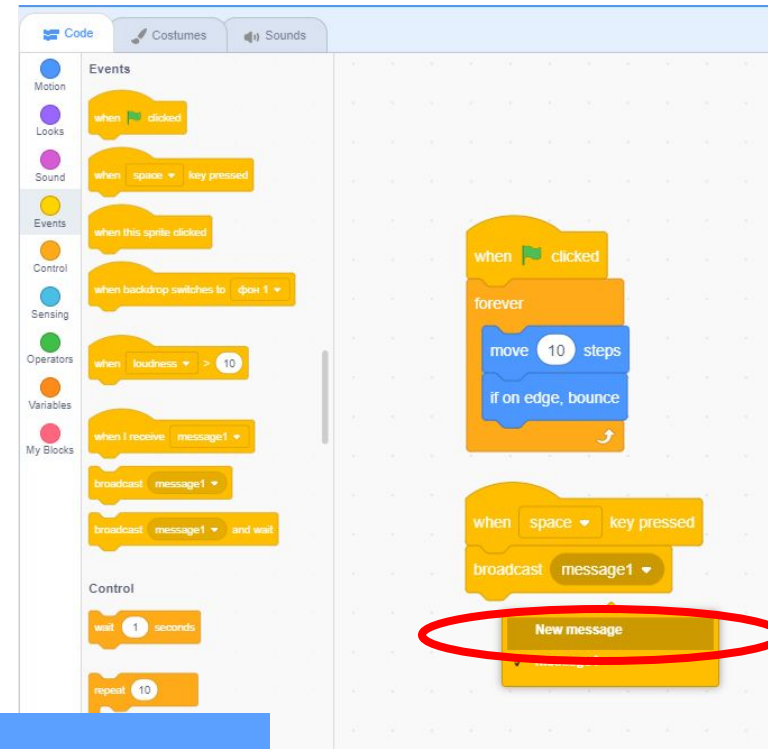 Code Costumes Sounds
Motion
Looks
Sound
Events
Control
Sensing
Operators
Variables
My Blocks
Events
when clicked
when space key pressed
when this sprite clicked
when backdrop switches to фон 1
when loudness > 10
when I receive message1
broadcast message1
broadcast message1 and wait
Control
wait 1 seconds
repeat 10
when clicked
forever
move 10 steps
if on edge, bounce
when space key pressed
broadcast message1
New message